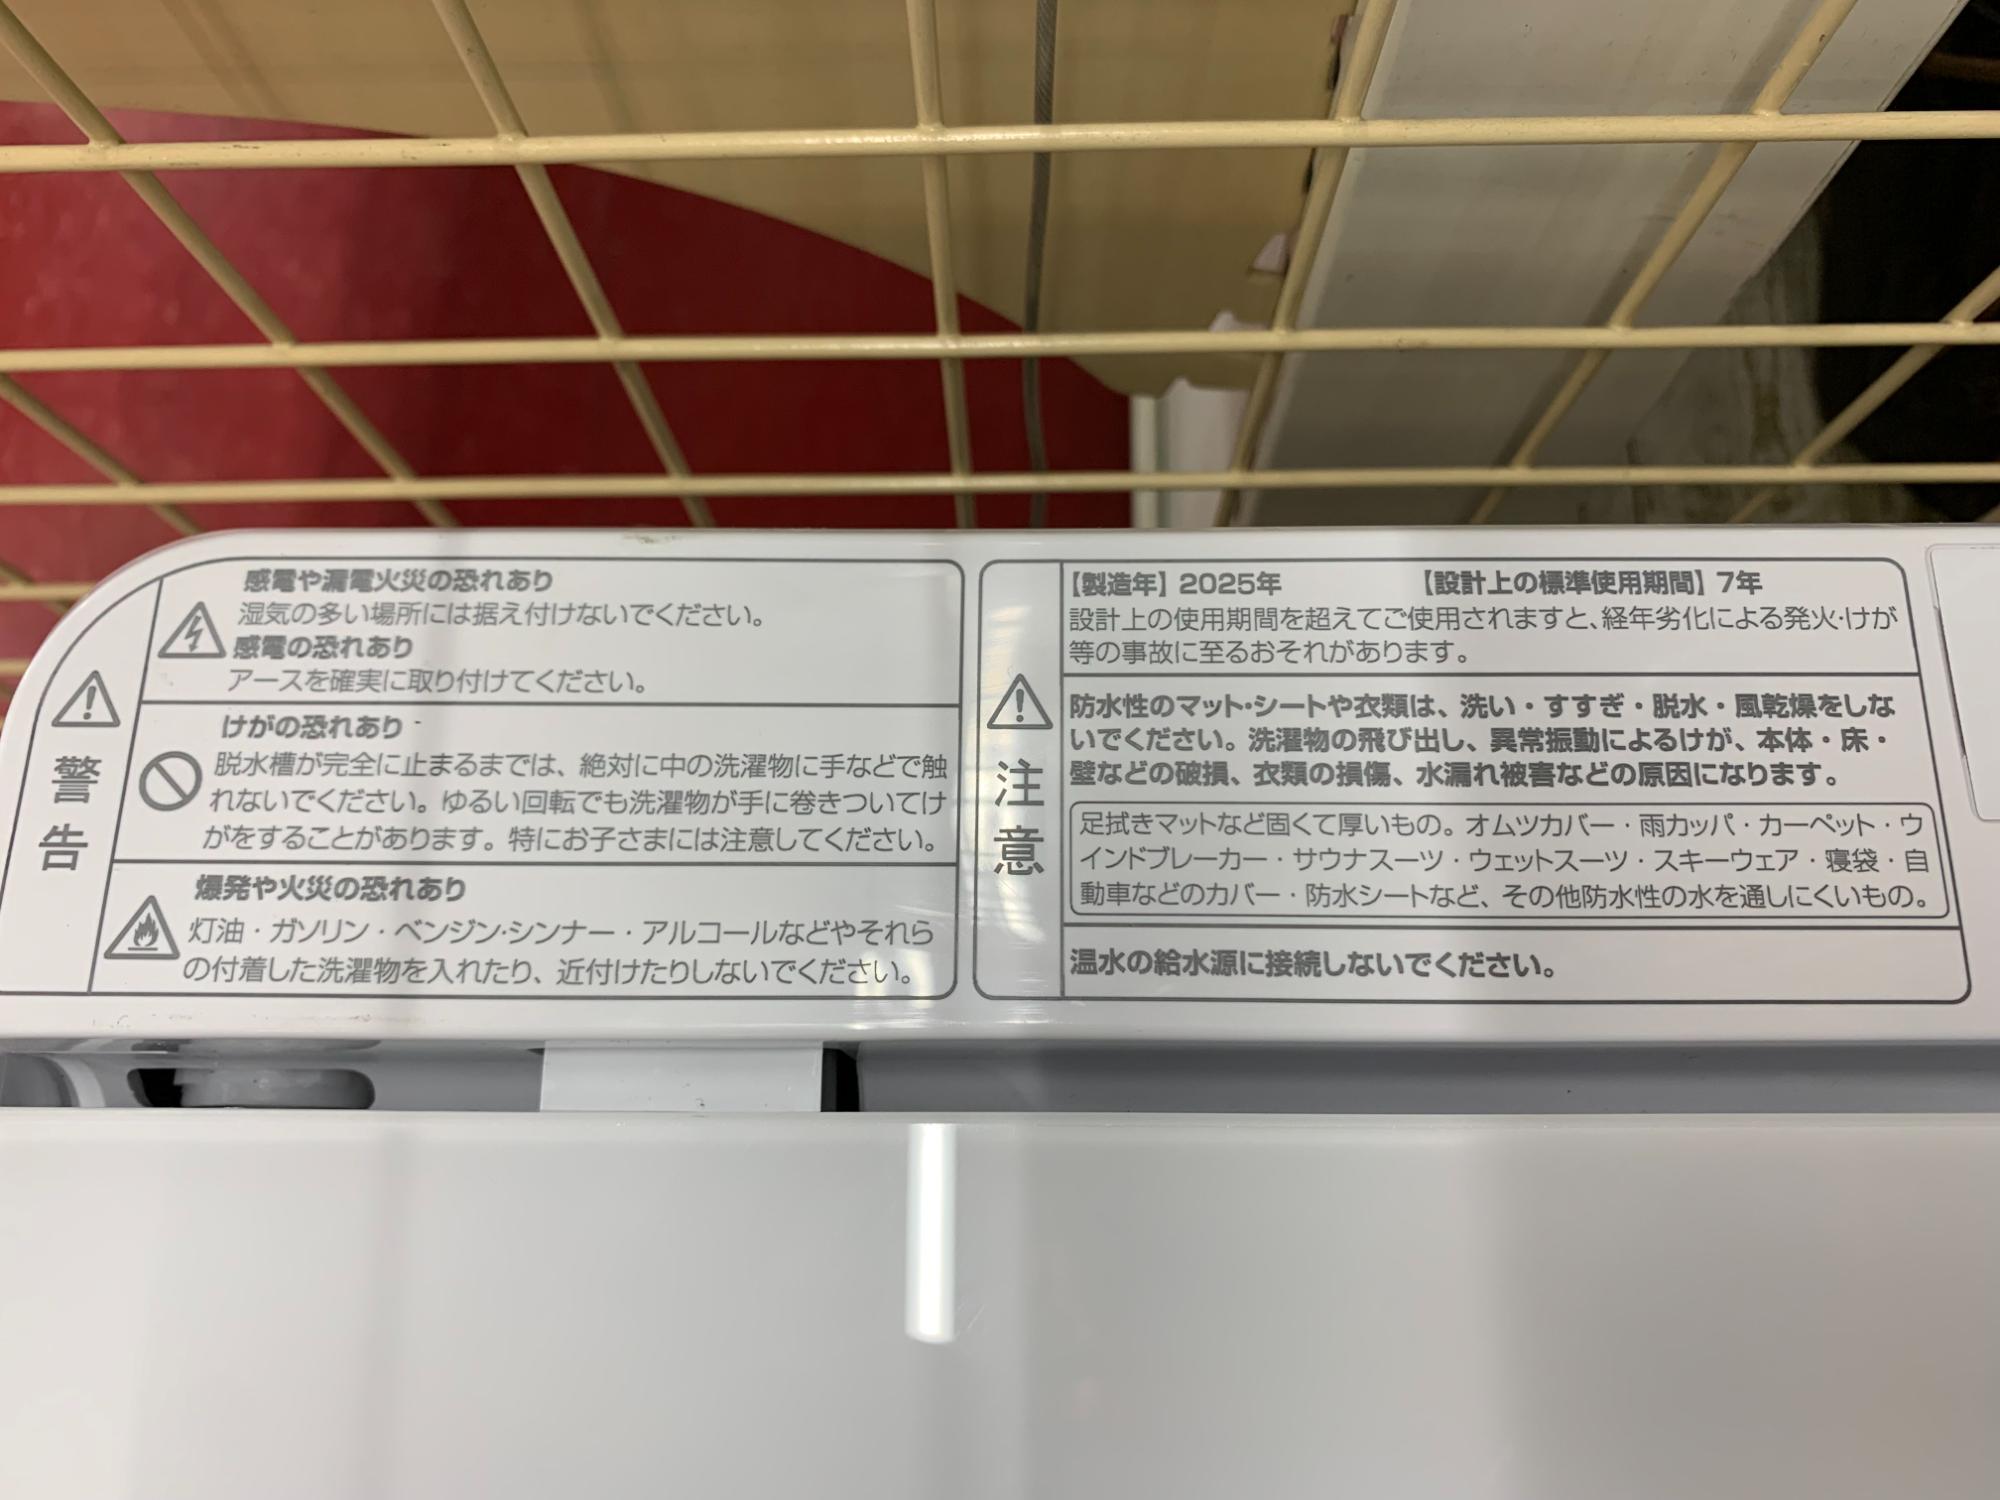 警告
感電や漏電火災の恐れあり
湿気の多い場所には据え付けないでください。
感電の恐れあり
アースを確実に取り付けてください。
けがの恐れあり
脱水槽が完全に止まるまでは、絶対に中の洗濯物に手などで触
れないでください。ゆるい回転でも洗濯物が手に巻きついてけ
がをすることがあります。特にお子さまには注意してください。
爆発や火災の恐れあり
灯油・ガソリン・ベンジン・シンナー・アルコールなどやそれら
の付着した洗濯物を入れたり、近付けたりしないでください。
注意
【製造年】2025年 【設計上の標準使用期間】7年
設計上の使用期間を超えてご使用されますと、経年劣化による発火・けが
等の事故に至るおそれがあります。
防水性のマット・シートや衣類は、洗い・すすぎ・脱水・風乾燥をしな
いでください。洗濯物の飛び出し、異常振動によるけが、本体・床・
壁などの破損、衣類の損傷、水漏れ被害などの原因になります。
足拭きマットなど固くて厚いもの。オムツカバー・雨カッパ・カーペット・ウ
インドブレーカー・サウナスーツ・ウェットスーツ・スキーウェア・寝袋・自
動車などのカバー・防水シートなど、その他防水性の水を通しにくいもの。
温水の給水源に接続しないでください。